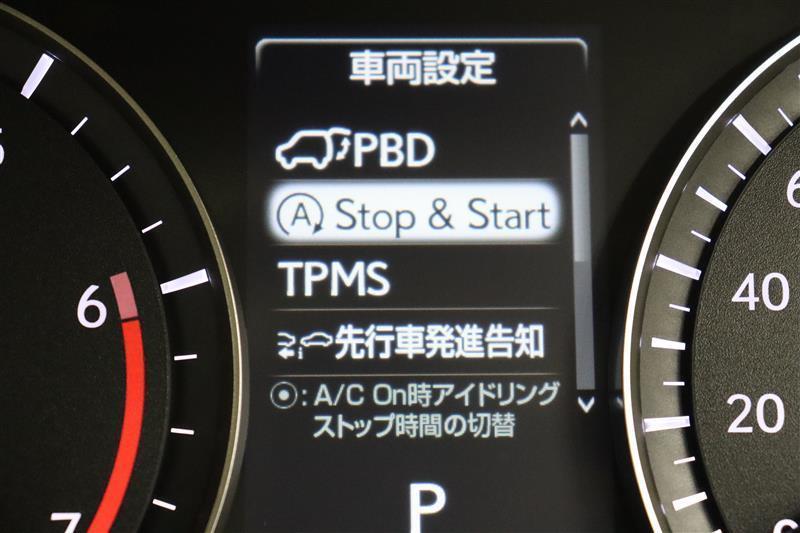 車両設定
PBD
A Stop & Start
TPMS
先行車発進告知
: A/C On時アイドリング
ストップ時間の切替
P
6
7
40
20